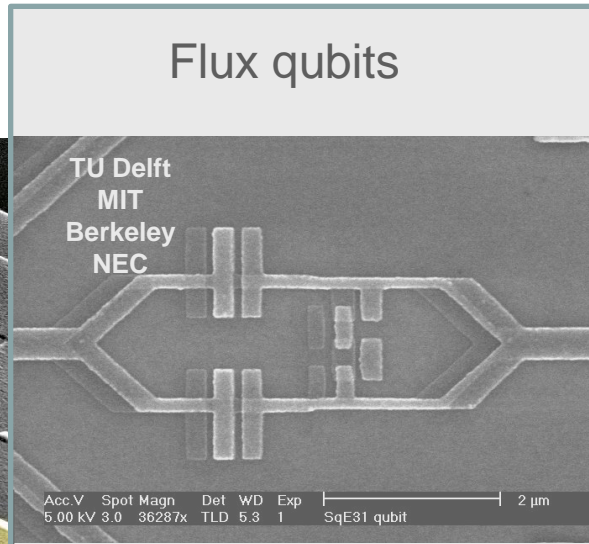 Flux qubits
TU Delft
MIT
Berkeley
NEC
Acc.V Spot Magn Det WD Exp 2 µm
5.00 kV 3.0 36287x TLD 5.3 1 SqE31 qubit